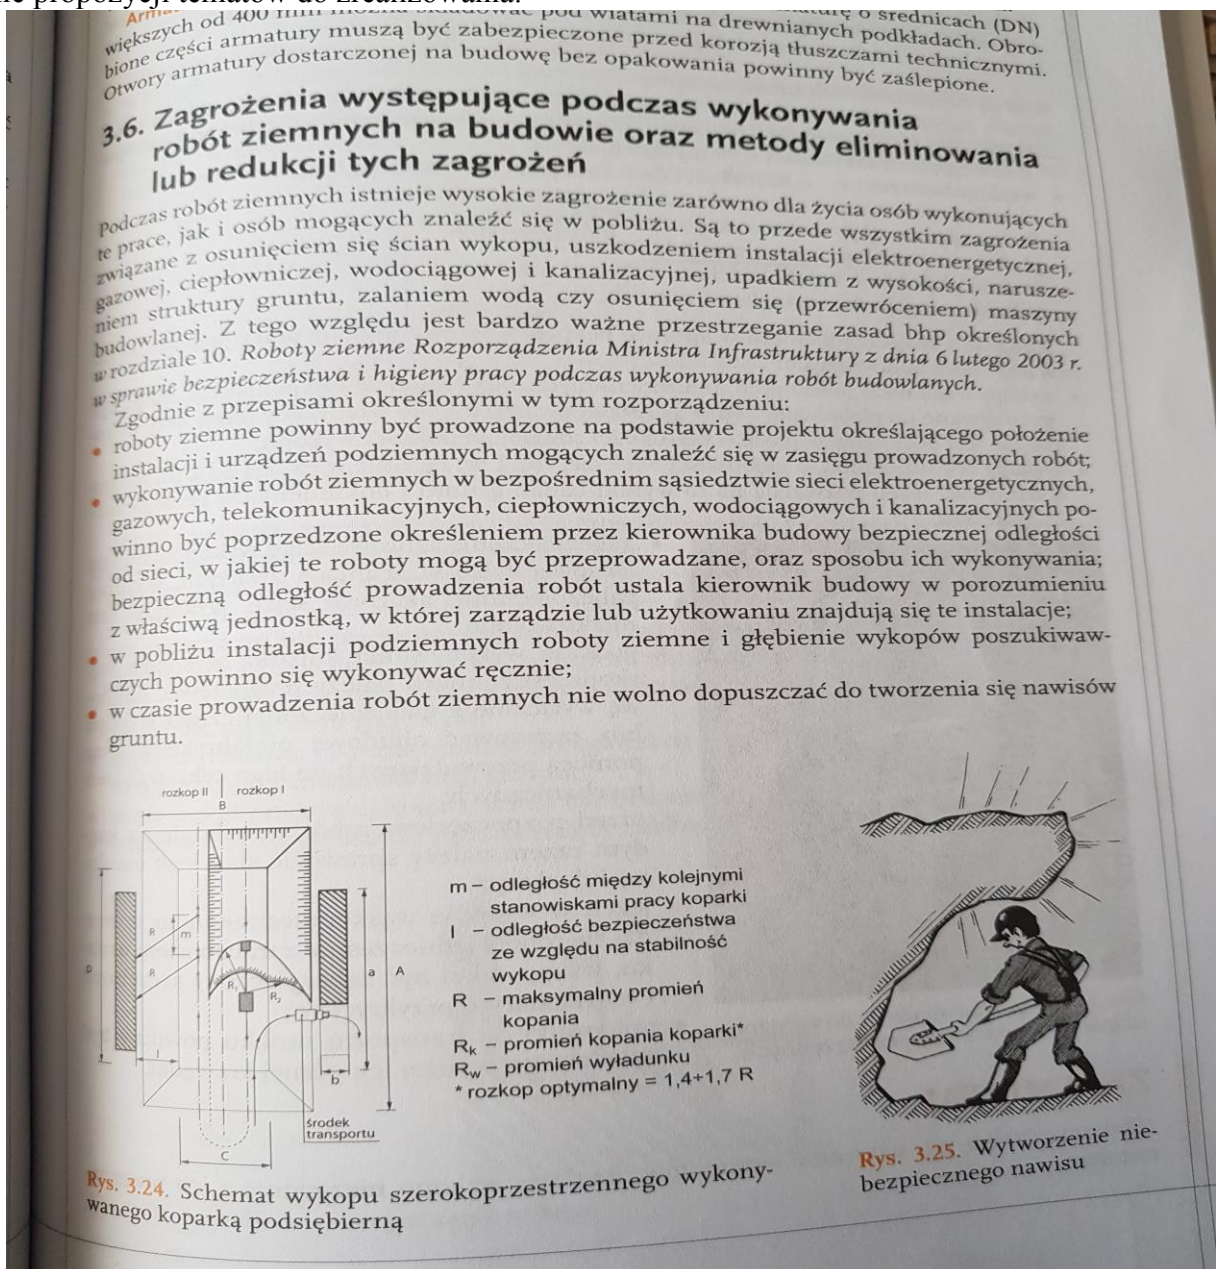 propozycji tematów do zrealizowania.
o średnicach (DN)
większych od 400 mm można składować pod wiatami na drewnianych podkładach. Obro-
bione części armatury muszą być zabezpieczone przed korozją tłuszczami technicznymi.
Otwory armatury dostarczonej na budowę bez opakowania powinny być zaślepione.
3.6. Zagrożenia występujące podczas wykonywania
robót ziemnych na budowie oraz metody eliminowania
lub redukcji tych zagrożeń
Podczas robót ziemnych istnieje wysokie zagrożenie zarówno dla życia osób wykonujących
te prace, jak i osób mogących znaleźć się w pobliżu. Są to przede wszystkim zagrożenia
związane z osunięciem się ścian wykopu, uszkodzeniem instalacji elektroenergetycznej,
gazowej, ciepłowniczej, wodociągowej i kanalizacyjnej, upadkiem z wysokości, narusze-
niem struktury gruntu, zalaniem wodą czy osunięciem się (przewróceniem) maszyny
budowlanej. Z tego względu jest bardzo ważne przestrzeganie zasad bhp określonych
w rozdziale 10. Roboty ziemne Rozporządzenia Ministra Infrastruktury z dnia 6 lutego 2003 r.
w sprawie bezpieczeństwa i higieny pracy podczas wykonywania robót budowlanych.
Zgodnie z przepisami określonymi w tym rozporządzeniu:
• roboty ziemne powinny być prowadzone na podstawie projektu określającego położenie
instalacji i urządzeń podziemnych mogących znaleźć się w zasięgu prowadzonych robót;
• wykonywanie robót ziemnych w bezpośrednim sąsiedztwie sieci elektroenergetycznych,
gazowych, telekomunikacyjnych, ciepłowniczych, wodociągowych i kanalizacyjnych po-
winno być poprzedzone określeniem przez kierownika budowy bezpiecznej odległości
od sieci, w jakiej te roboty mogą być przeprowadzane, oraz sposobu ich wykonywania;
bezpieczną odległość prowadzenia robót ustala kierownik budowy w porozumieniu
z właściwą jednostką, w której zarządzie lub użytkowaniu znajdują się te instalacje;
• w pobliżu instalacji podziemnych roboty ziemne i głębienie wykopów poszukiwaw-
czych powinno się wykonywać ręcznie;
• w czasie prowadzenia robót ziemnych nie wolno dopuszczać do tworzenia się nawisów
gruntu.
rozkop II rozkop I
B
R
m
R
D
R₁
R₂
a
A
l
b
środek
transportu
C
m – odległość między kolejnymi
stanowiskami pracy koparki
l – odległość bezpieczeństwa
ze względu na stabilność
wykopu
R – maksymalny promień
kopania
Rₖ – promień kopania koparki*
R_w – promień wyładunku
* rozkop optymalny = 1,4÷1,7 R
Rys. 3.24. Schemat wykopu szerokoprzestrzennego wykony-
wanego koparką podsiębierną
Rys. 3.25. Wytworzenie nie-
bezpiecznego nawisu